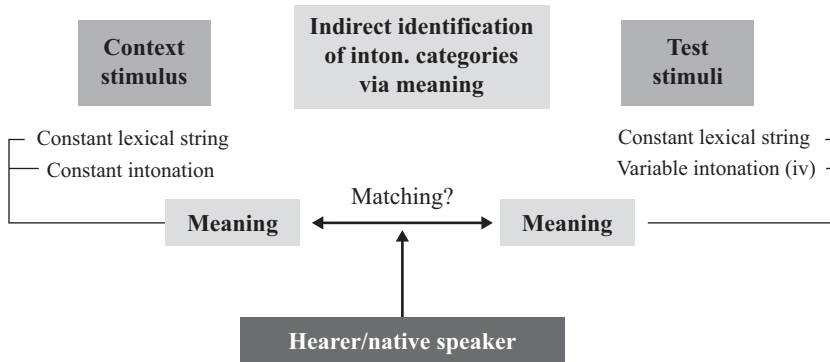 Context
stimulus
Indirect identification
of inton. categories
via meaning
Test
stimuli
Constant lexical string
Constant intonation
Constant lexical string
Variable intonation (iv)
Matching?
Meaning
Meaning
Hearer/native speaker